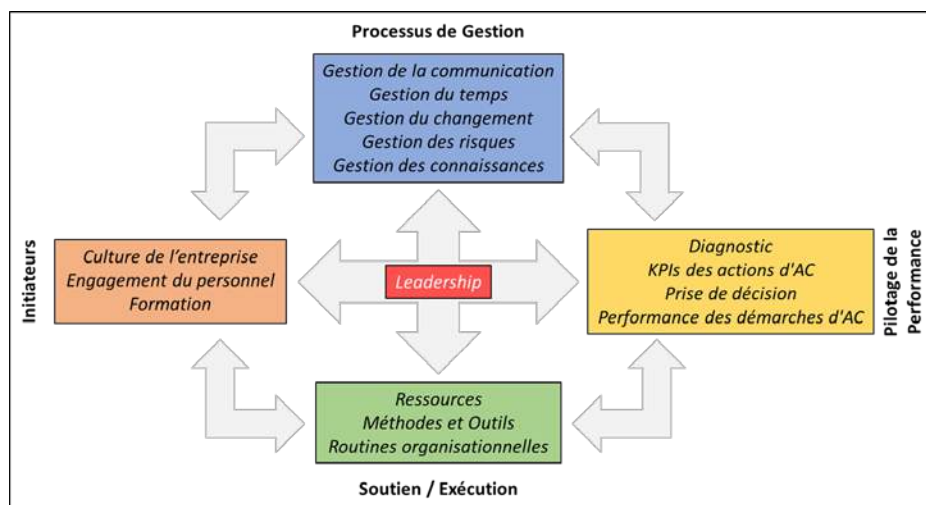 Processus de Gestion
Gestion de la communication
Gestion du temps
Gestion du changement
Gestion des risques
Gestion des connaissances
Initiateurs
Culture de l'entreprise
Engagement du personnel
Formation
Leadership
Diagnostic
KPIs des actions d'AC
Prise de décision
Performance des démarches d'AC
Pilotage de la
Performance
Ressources
Méthodes et Outils
Routines organisationnelles
Soutien / Exécution